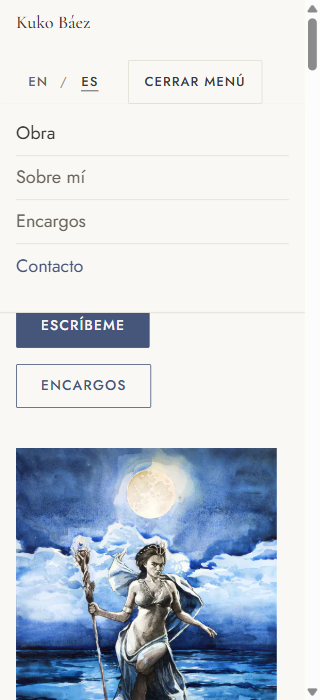 Kuko Báez
EN / ES
CERRAR MENÚ
Obra
Sobre mí
Encargos
Contacto
ESCRÍBEME
ENCARGOS